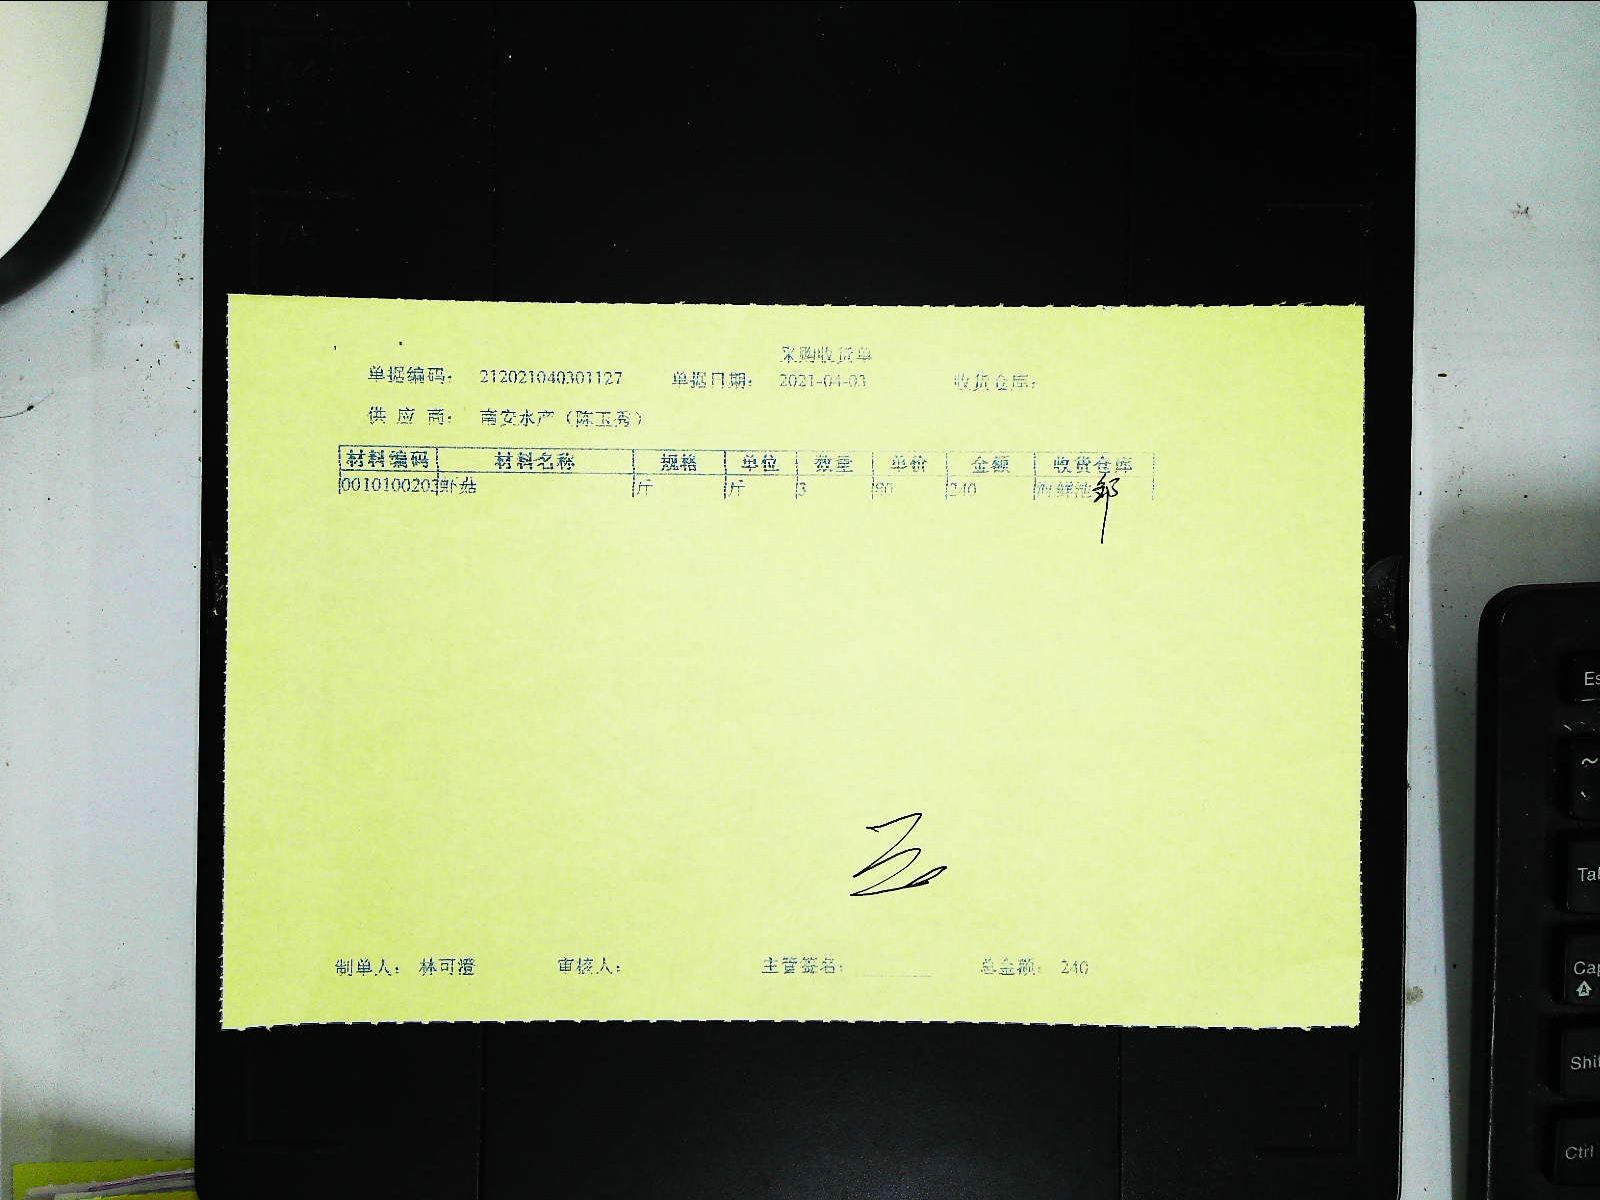 采购收货单
单据编码： 212021040301127 单据日期： 2021-04-03 收货仓库：
供 应 商： 南安水产（陈玉秀）
材料编码 材料名称 规格 单位 数量 单价 金额 收货仓库
0010100203 虾菇 斤 斤 3 80 240 海鲜池
制单人： 林可澄 审核人： 主管签名： 总金额： 240
Es
~
Tab
Cap
Shif
Ctrl